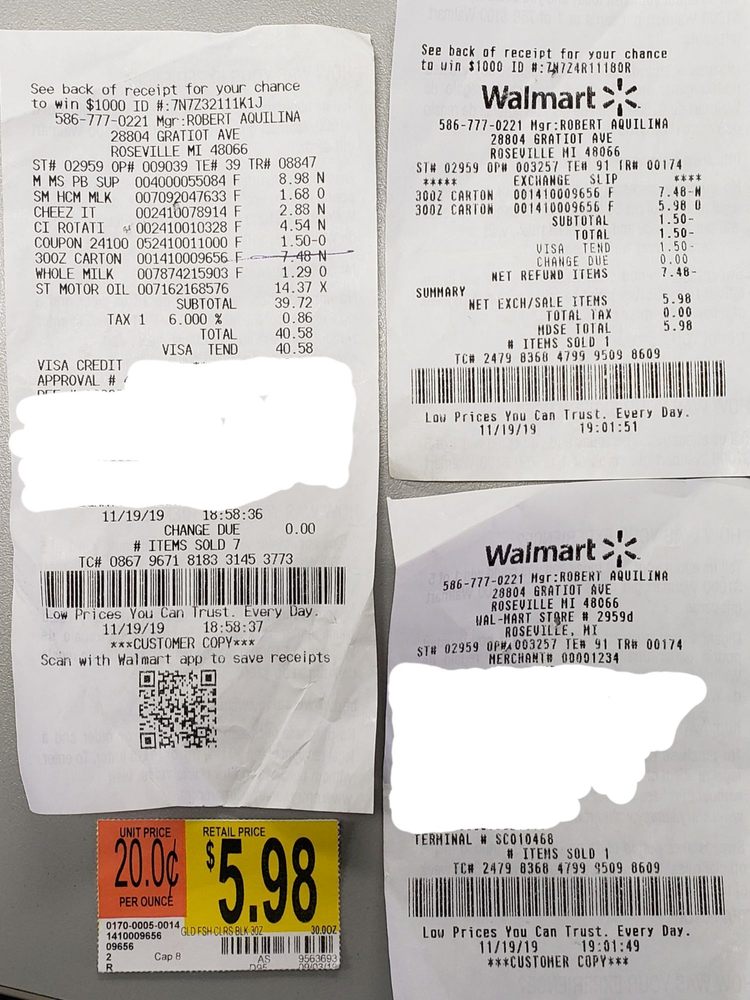 See back of receipt for your chance
to win $1000 ID #:7N7Z32111K1J
586-777-0221 Mgr:ROBERT AQUILINA
28804 GRATIOT AVE
ROSEVILLE MI 48066
ST# 02959 OP# 009039 TE# 39 TR# 08847
M MS PB SUP 004000055084 F 8.98 N
SM HCM MLK 007092047633 F 1.68 O
CHEEZ IT 002410078914 F 2.88 N
CI ROTATI 002410010328 F 4.54 N
COUPON 24100 052410011000 F 1.50-O
30OZ CARTON 001410009656 F 7.48 N
WHOLE MILK 007874215903 F 1.29 O
ST MOTOR OIL 007162168576 14.37 X
SUBTOTAL 39.72
TAX 1 6.000 % 0.86
TOTAL 40.58
VISA TEND 40.58
VISA CREDIT
APPROVAL #
11/19/19 18:58:36
CHANGE DUE 0.00
# ITEMS SOLD 7
TC# 0867 9671 8183 3145 3773
Low Prices You Can Trust. Every Day.
11/19/19 18:58:37
***CUSTOMER COPY***
Scan with Walmart app to save receipts
See back of receipt for your chance
to win $1000 ID #:7N7Z4R11180R
Walmart
586-777-0221 Mgr:ROBERT AQUILINA
28804 GRATIOT AVE
ROSEVILLE MI 48066
ST# 02959 OP# 003257 TE# 91 TR# 00174
***** EXCHANGE SLIP ****
30OZ CARTON 001410009656 F 7.48-N
30OZ CARTON 001410009656 F 5.98 O
SUBTOTAL 1.50-
TOTAL 1.50-
VISA TEND 1.50-
CHANGE DUE 0.00
NET REFUND ITEMS 7.48-
SUMMARY
NET EXCH/SALE ITEMS 5.98
TOTAL TAX 0.00
MDSE TOTAL 5.98
# ITEMS SOLD 1
TC# 2479 8368 4799 9509 8609
Low Prices You Can Trust. Every Day.
11/19/19 19:01:51
Walmart
586-777-0221 Mgr:ROBERT AQUILINA
28804 GRATIOT AVE
ROSEVILLE MI 48066
WAL-MART STORE # 2959d
ROSEVILLE, MI
ST# 02959 OP# 003257 TE# 91 TR# 00174
MERCHANT# 00001234
TERMINAL # SC010468
# ITEMS SOLD 1
TC# 2479 8368 4799 9509 8609
Low Prices You Can Trust. Every Day.
11/19/19 19:01:49
***CUSTOMER COPY***
UNIT PRICE RETAIL PRICE
20.0¢ $5.98
PER OUNCE
0170-0005-0014
1410009656 GLD FSH CLRS BLK 30Z 30.0OZ
09656
2 Cap 8 AS 9563693
R D95